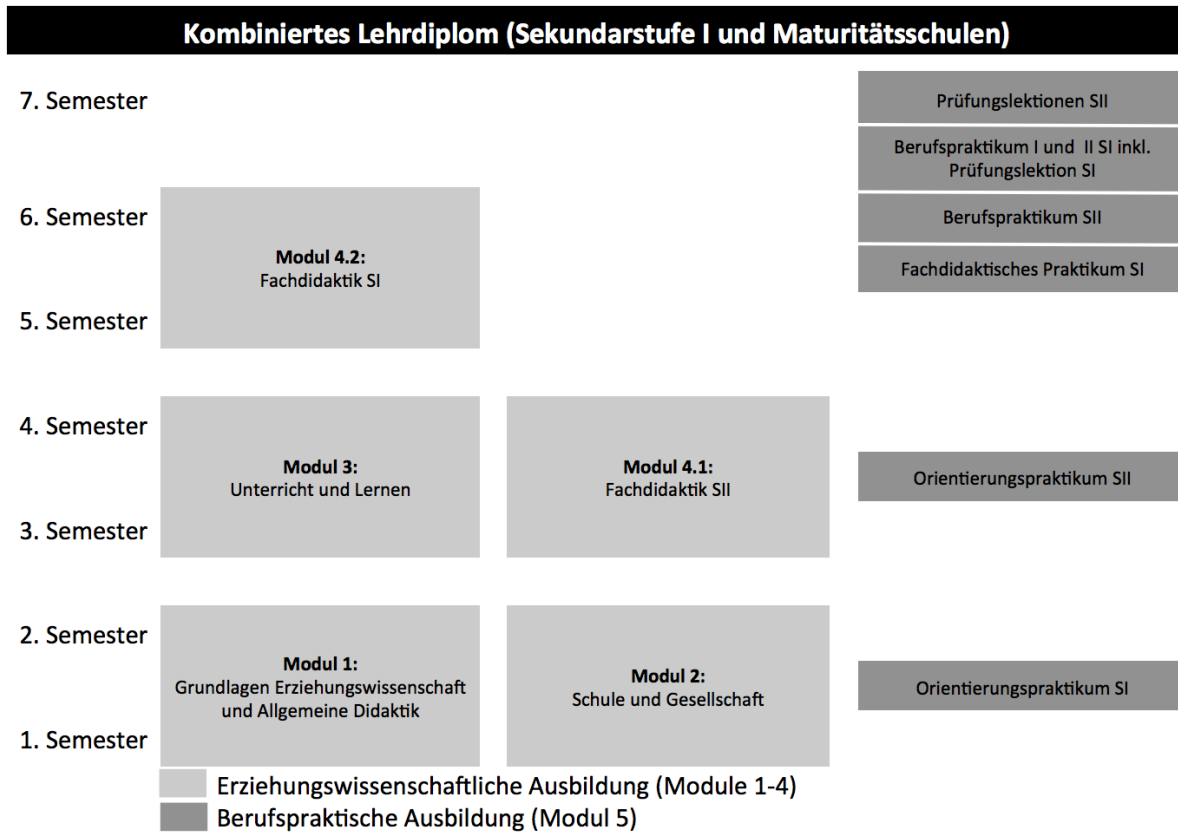 Kombiniertes Lehrdiplom (Sekundarstufe I und Maturitätsschulen)
7. Semester
Prüfungslektionen SII
Berufspraktikum I und  II SI inkl.
Prüfungslektion SI
6. Semester
Berufspraktikum SII
Modul 4.2:
Fachdidaktik SI
Fachdidaktisches Praktikum SI
5. Semester
4. Semester
Modul 3:
Unterricht und Lernen
Modul 4.1:
Fachdidaktik SII
Orientierungspraktikum SII
3. Semester
2. Semester
Modul 1:
Grundlagen Erziehungswissenschaft
und Allgemeine Didaktik
Modul 2:
Schule und Gesellschaft
Orientierungspraktikum SI
1. Semester
Erziehungswissenschaftliche Ausbildung (Module 1-4)
Berufspraktische Ausbildung (Modul 5)